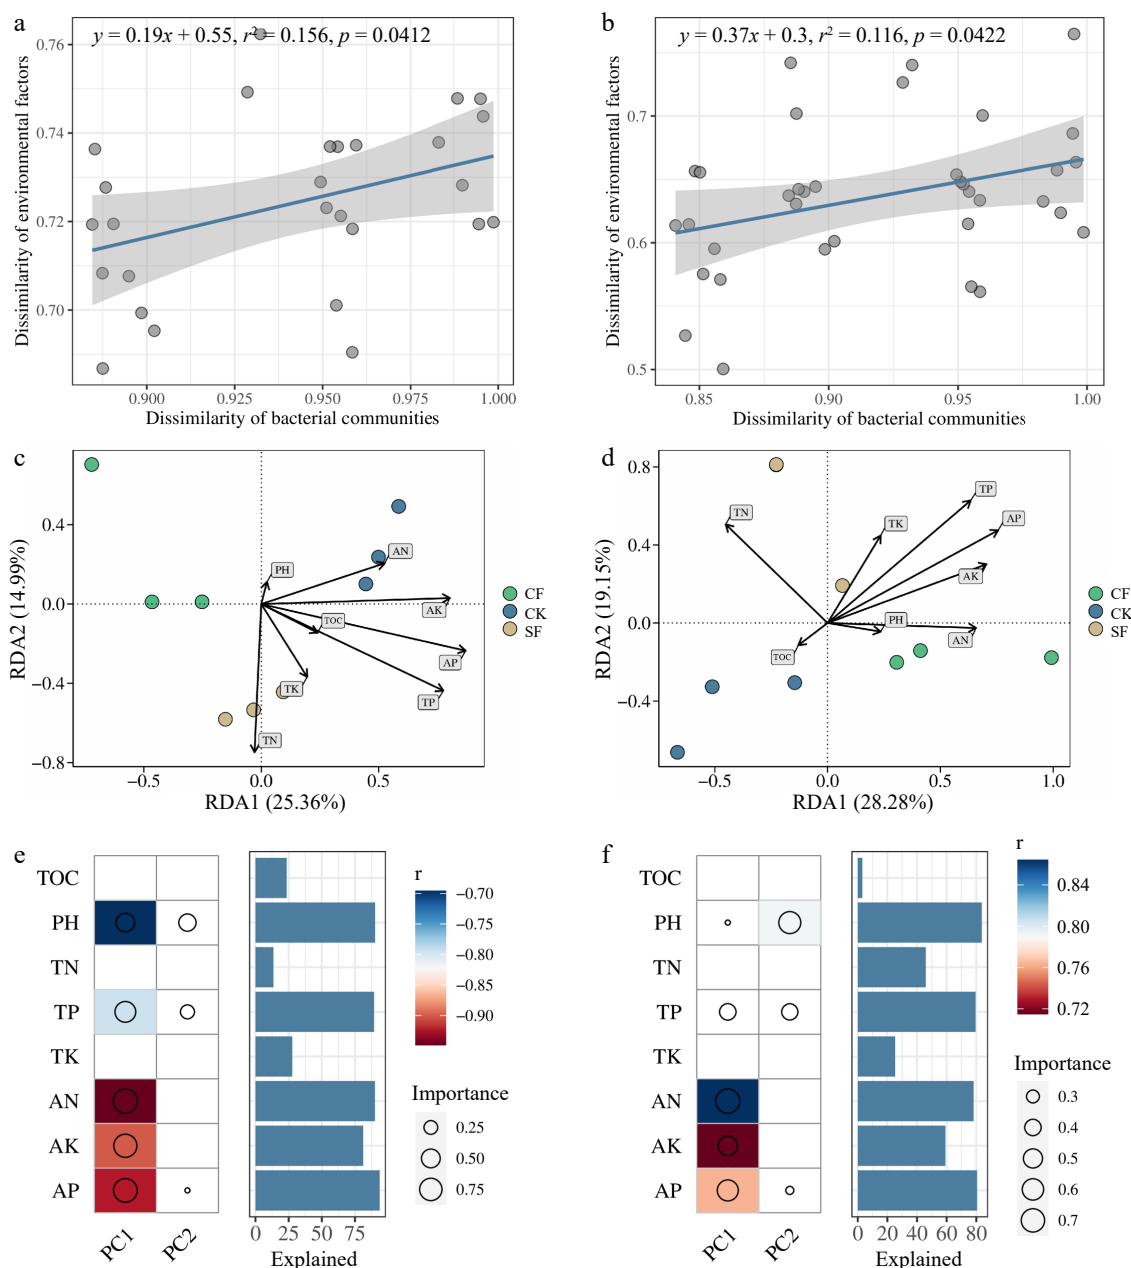 a
y = 0.19x + 0.55, r² = 0.156, p = 0.0412
0.76
0.74
0.72
0.70
Dissimilarity of environmental factors
0.900
0.925
0.950
0.975
1.000
Dissimilarity of bacterial communities
b
y = 0.37x + 0.3, r² = 0.116, p = 0.0422
0.7
0.6
0.5
Dissimilarity of environmental factors
0.85
0.90
0.95
1.00
Dissimilarity of bacterial communities
c
0.4
0.0
−0.4
−0.8
RDA2 (14.99%)
PH
AN
AK
TOC
AP
TK
TP
TN
−0.5
0.0
0.5
RDA1 (25.36%)
CF
CK
SF
d
0.8
0.4
0.0
−0.4
RDA2 (19.15%)
TN
TP
TK
AP
AK
PH
AN
TOC
−0.5
0.0
0.5
1.0
RDA1 (28.28%)
CF
CK
SF
e
TOC
PH
TN
TP
TK
AN
AK
AP
PC1
PC2
0
25
50
75
Explained
r
−0.70
−0.75
−0.80
−0.85
−0.90
Importance
0.25
0.50
0.75
f
TOC
PH
TN
TP
TK
AN
AK
AP
PC1
PC2
0
20
40
60
80
Explained
r
0.84
0.80
0.76
0.72
Importance
0.3
0.4
0.5
0.6
0.7